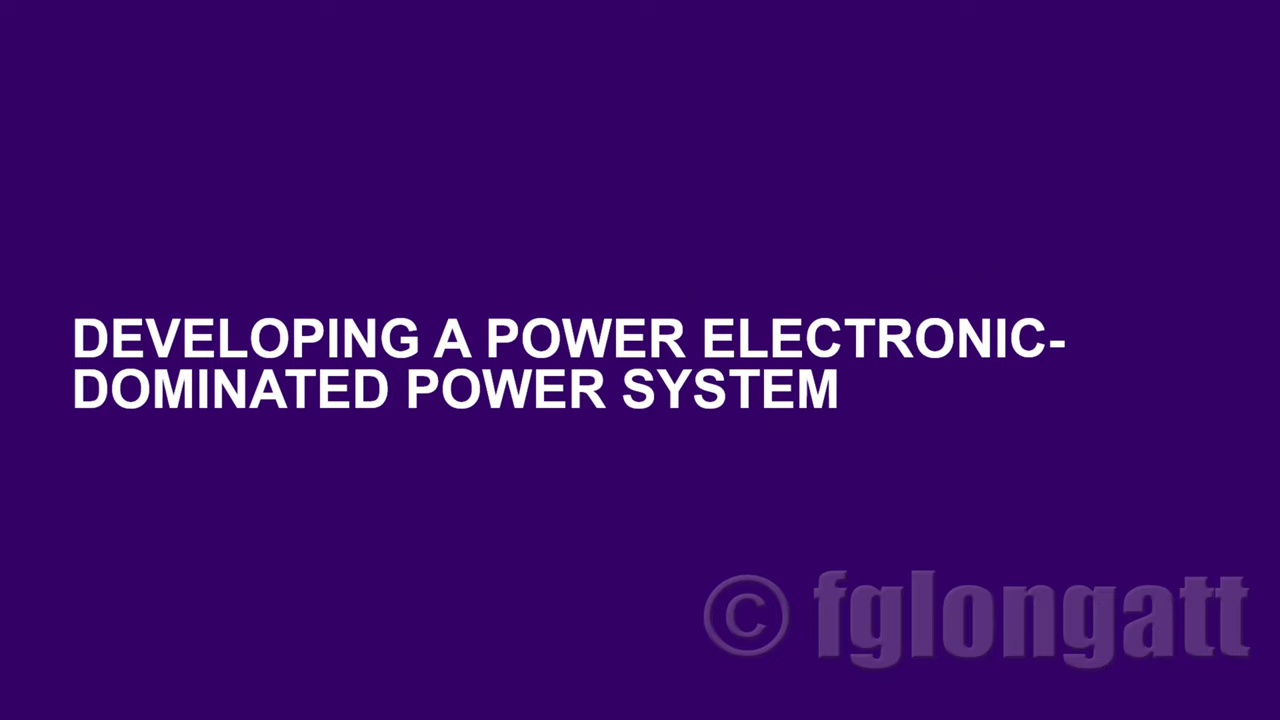 DEVELOPING A POWER ELECTRONIC-
DOMINATED POWER SYSTEM
© fglongatt